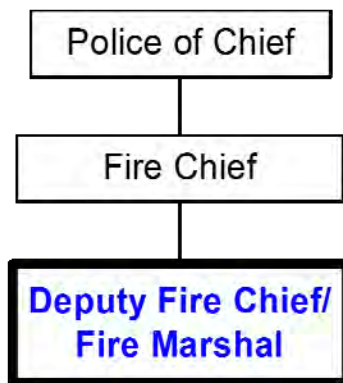 Police of Chief
Fire Chief
Deputy Fire Chief/
Fire Marshal